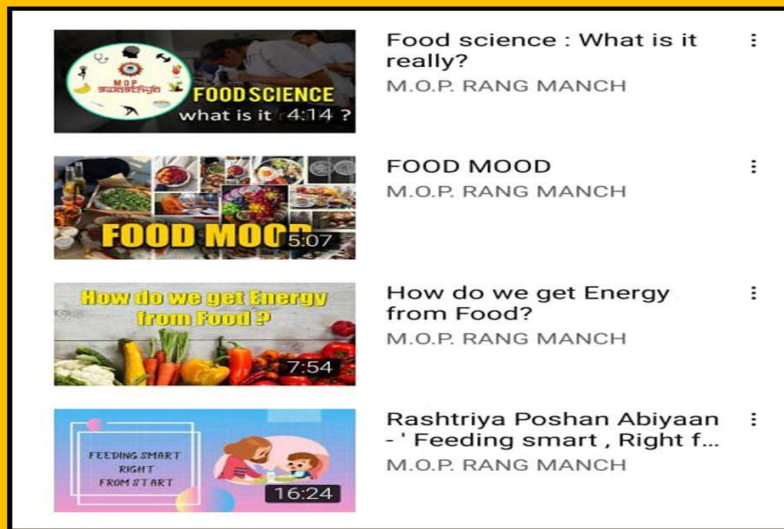 M O P
swasthya
FOOD SCIENCE
what is it
?
4:14
Food science : What is it
really?
M.O.P. RANG MANCH
FOOD MOOD
5:07
FOOD MOOD
M.O.P. RANG MANCH
How do we get Energy
from Food ?
7:54
How do we get Energy
from Food?
M.O.P. RANG MANCH
FEEDING SMART
RIGHT
FROM START
16:24
Rashtriya Poshan Abiyaan
- ' Feeding smart , Right f...
M.O.P. RANG MANCH